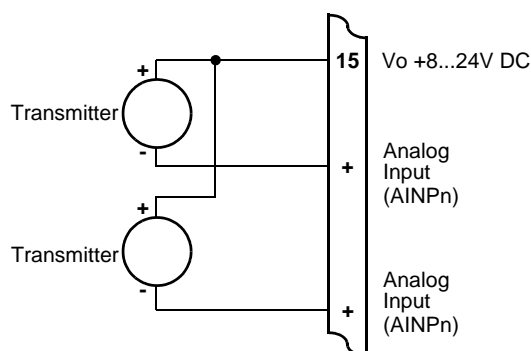 +
15 Vo +8...24V DC
Transmitter
-
+
Analog
Input
(AINPn)
+
Transmitter
-
+
Analog
Input
(AINPn)